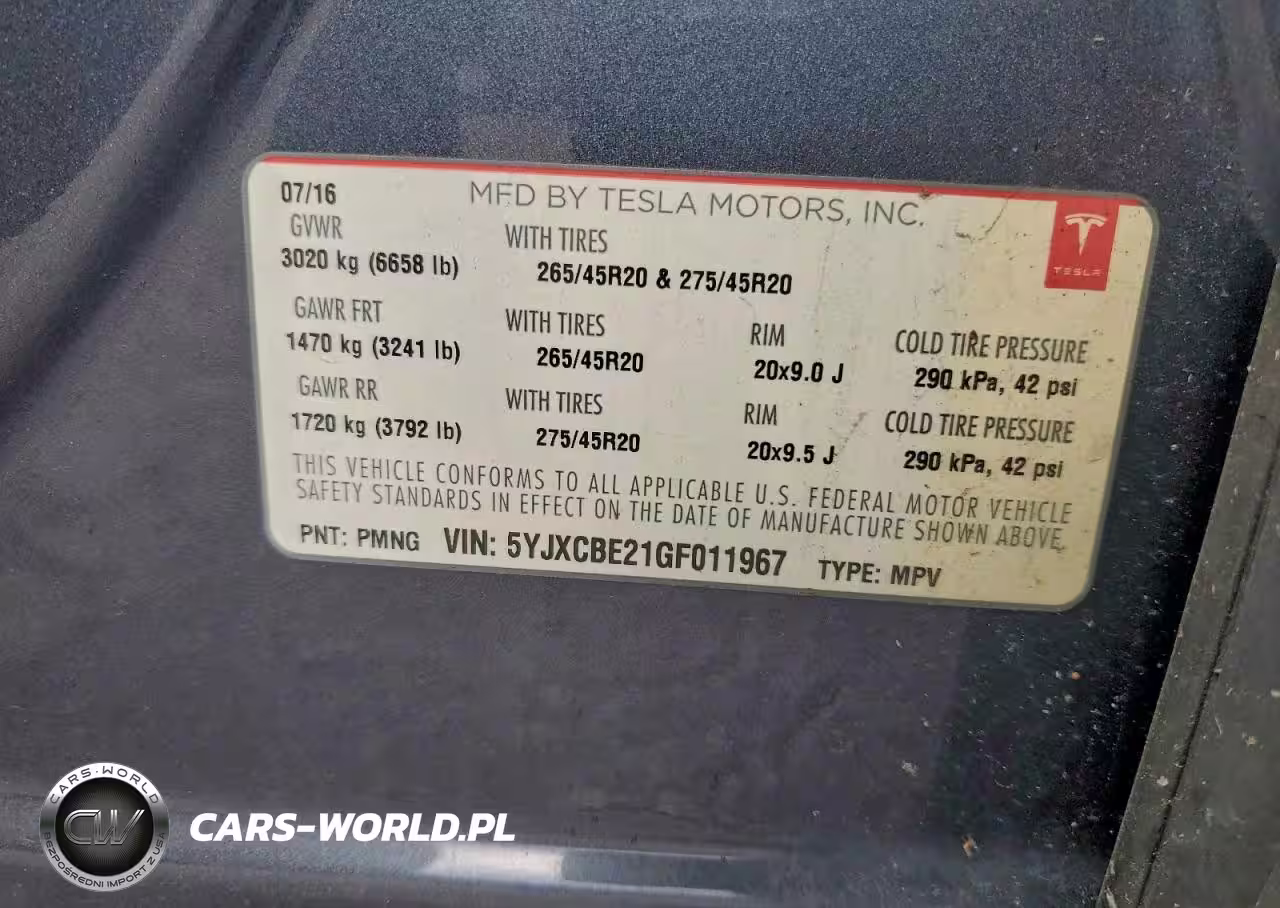 07/16 MFD BY TESLA MOTORS, INC.
GVWR WITH TIRES
3020 kg (6658 lb) 265/45R20 & 275/45R20
TESLA
GAWR FRT WITH TIRES RIM COLD TIRE PRESSURE
1470 kg (3241 lb) 265/45R20 20x9.0 J 290 kPa, 42 psi
GAWR RR WITH TIRES RIM COLD TIRE PRESSURE
1720 kg (3792 lb) 275/45R20 20x9.5 J 290 kPa, 42 psi
THIS VEHICLE CONFORMS TO ALL APPLICABLE U.S. FEDERAL MOTOR VEHICLE
SAFETY STANDARDS IN EFFECT ON THE DATE OF MANUFACTURE SHOWN ABOVE.
PNT: PMNG VIN: 5YJXCBE21GF011967 TYPE: MPV
CARS-WORLD
CW
BEZPOŚREDNI IMPORT Z USA
CARS-WORLD.PL